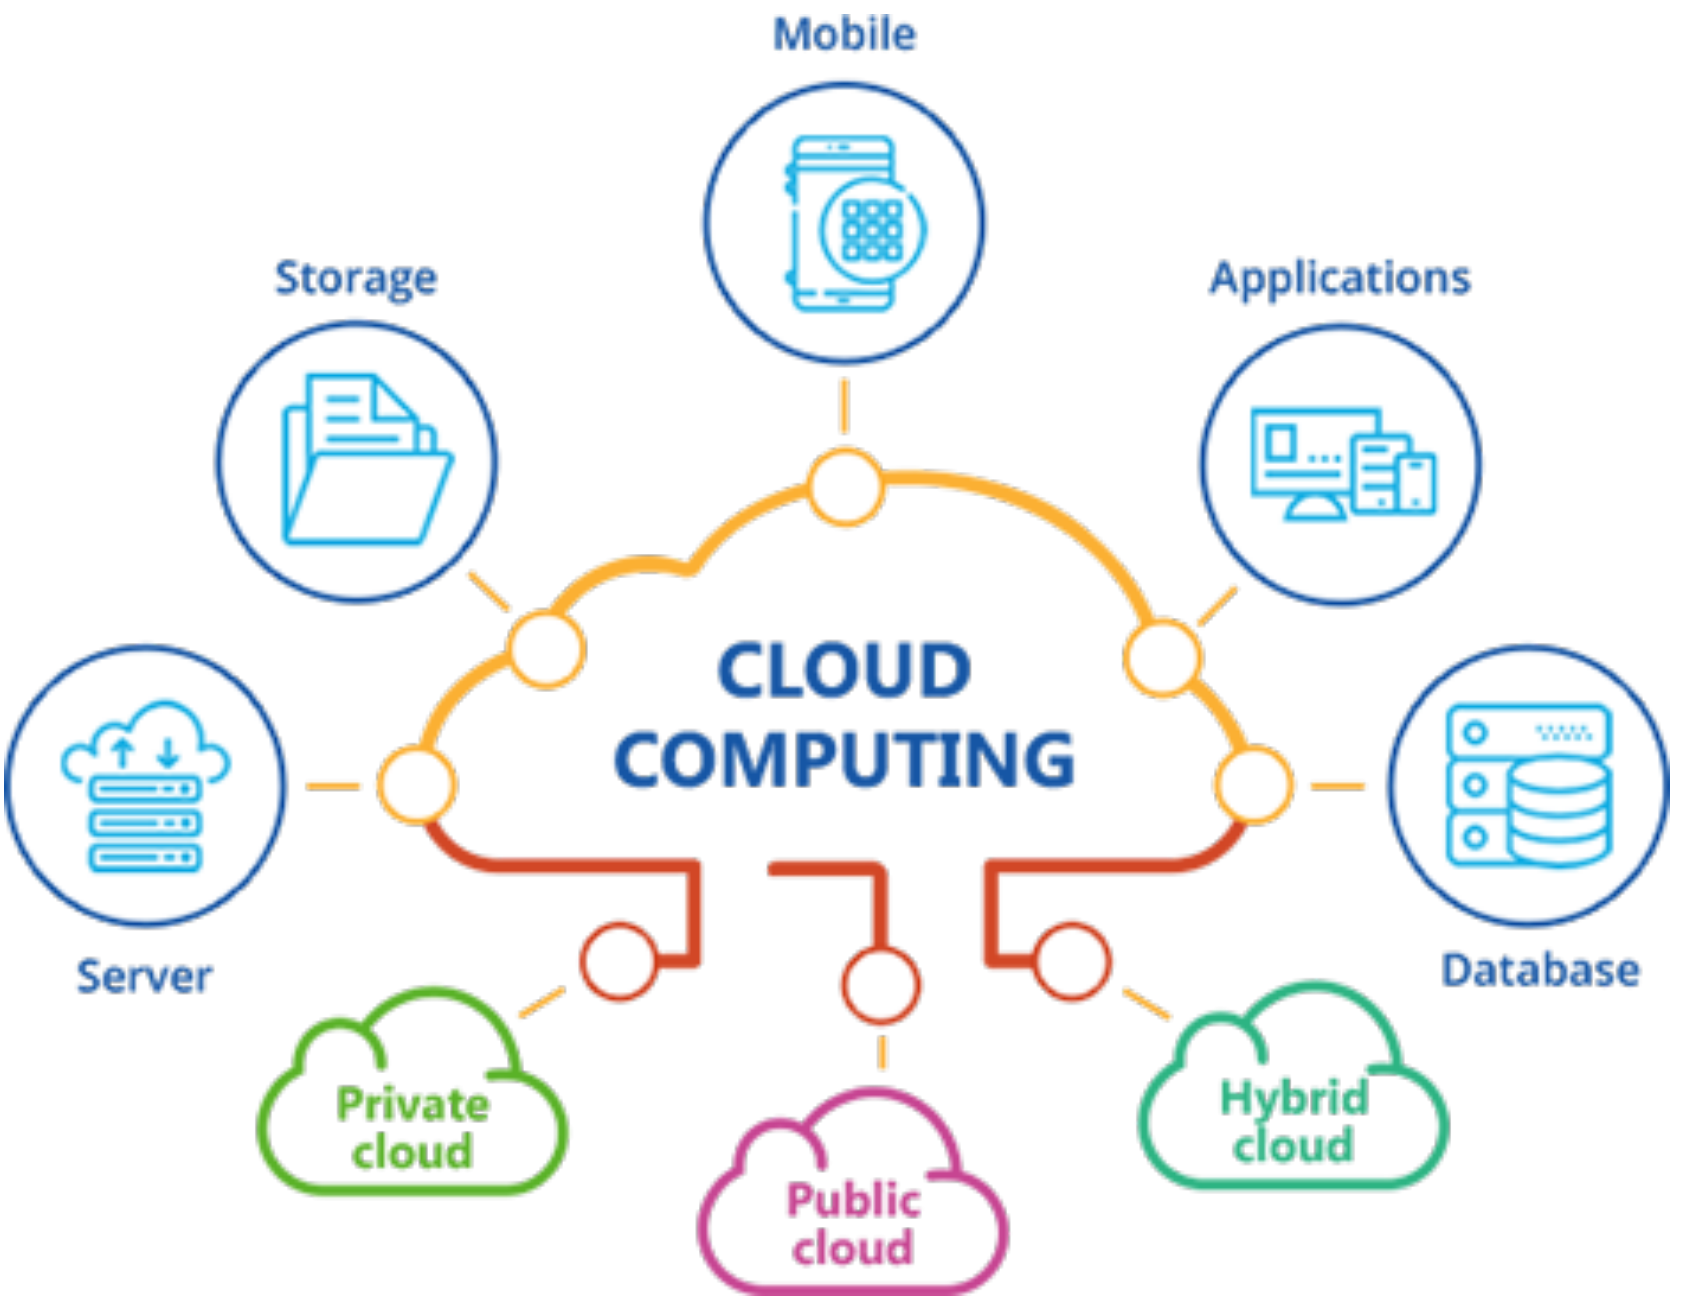 Mobile
Storage
Applications
CLOUD
COMPUTING
Server
Database
Private
cloud
Public
cloud
Hybrid
cloud